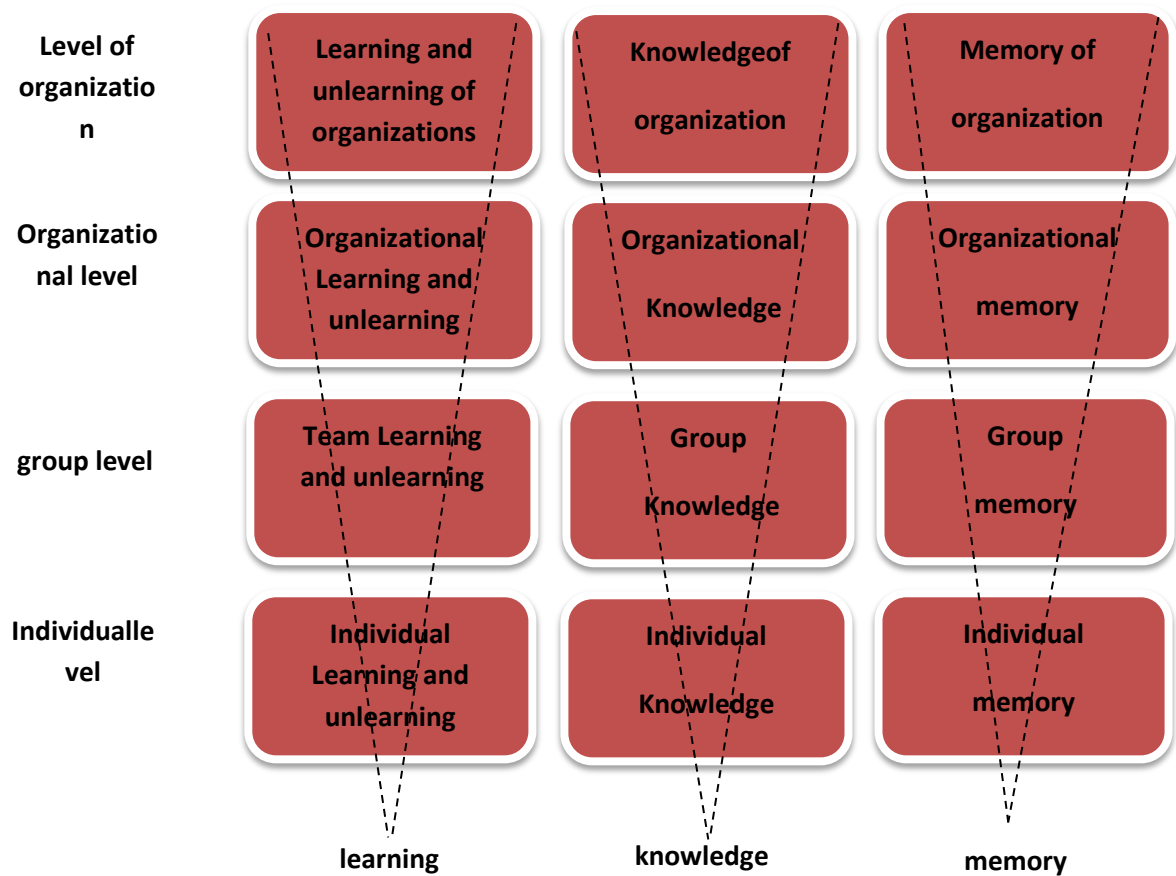 Level of
organizatio
n
Learning and
unlearning of
organizations
Knowledgeof
organization
Memory of
organization
Organizatio
nal level
Organizational
Learning and
unlearning
Organizational
Knowledge
Organizational
memory
group level
Team Learning
and unlearning
Group
Knowledge
Group
memory
Individualle
vel
Individual
Learning and
unlearning
Individual
Knowledge
Individual
memory
learning
knowledge
memory